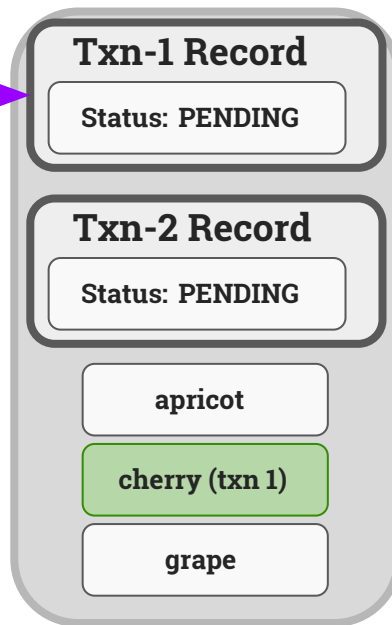 Txn-1 Record
Status: PENDING
Txn-2 Record
Status: PENDING
apricot
cherry (txn 1)
grape